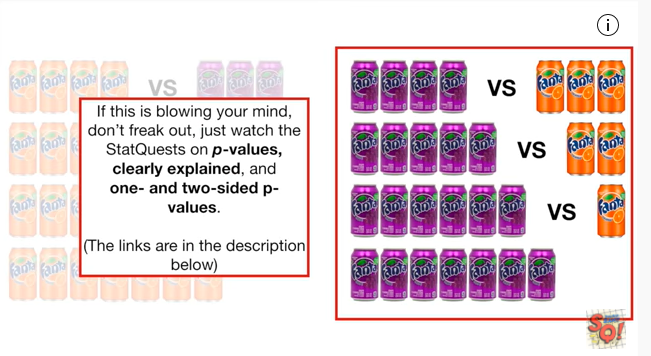 VS
If this is blowing your mind,
don't freak out, just watch the
StatQuests on p-values,
clearly explained, and
one- and two-sided p-
values.
(The links are in the description
below)
VS
VS
VS
SQ!